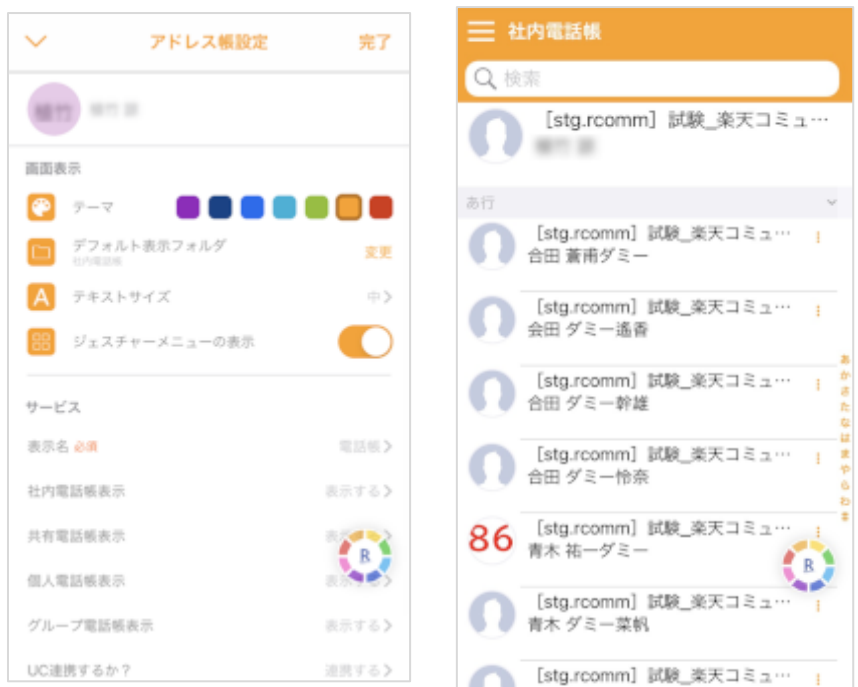 アドレス帳設定
完了
画面表示
テーマ
デフォルト表示フォルダ
社内電話帳
変更
テキストサイズ
中
ジェスチャーメニューの表示
サービス
表示名 必須
電話帳
社内電話帳表示
表示する
共有電話帳表示
個人電話帳表示
グループ電話帳表示
表示する
UC連携するか？
連携する
R
社内電話帳
検索
［stg.rcomm］試験_楽天コミュ…
あ行
［stg.rcomm］試験_楽天コミュ…
合田 蒼甫ダミー
［stg.rcomm］試験_楽天コミュ…
会田 ダミー遙香
［stg.rcomm］試験_楽天コミュ…
合田 ダミー幹雄
［stg.rcomm］試験_楽天コミュ…
合田 ダミー怜奈
86
［stg.rcomm］試験_楽天コミュ…
青木 祐一ダミー
［stg.rcomm］試験_楽天コミュ…
青木 ダミー菜帆
［stg.rcomm］試験_楽天コミュ…
あ
か
さ
た
な
は
ま
や
ら
わ
R